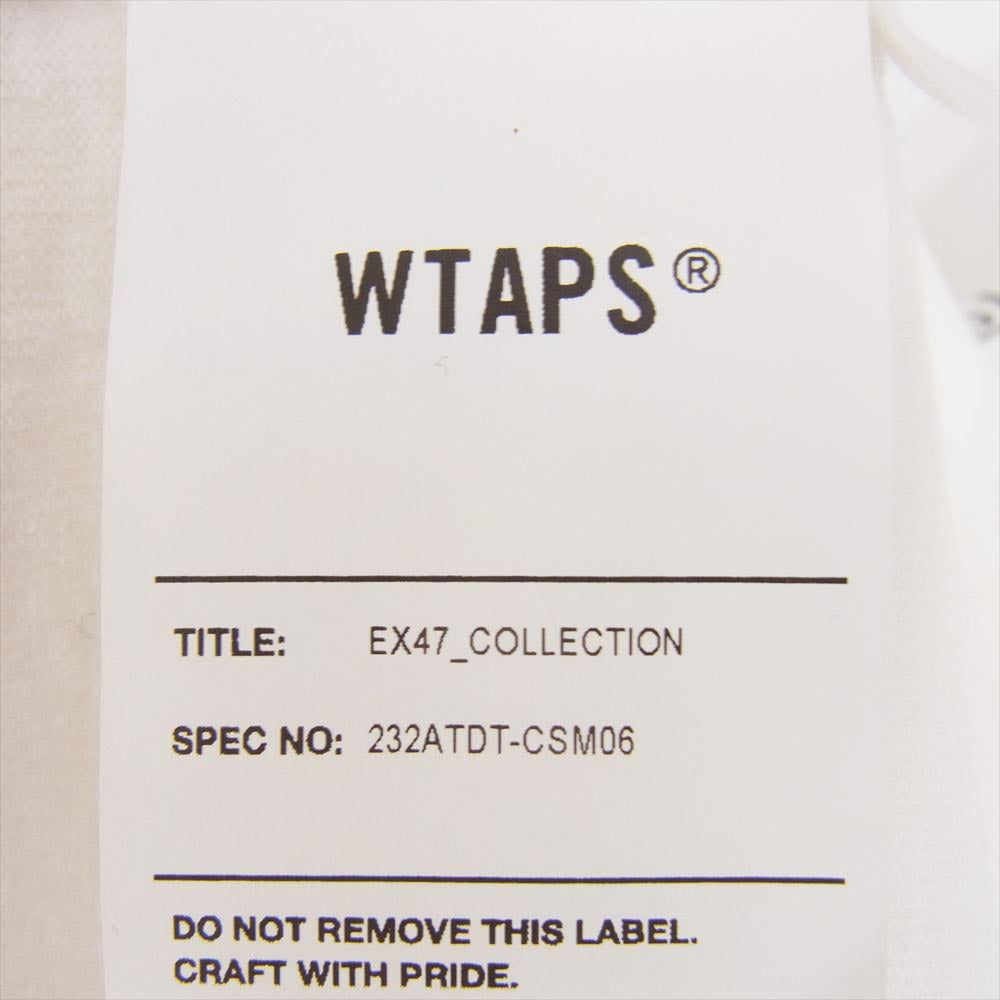 WTAPS®
TITLE: EX47_COLLECTION
SPEC NO: 232ATDT-CSM06
DO NOT REMOVE THIS LABEL.
CRAFT WITH PRIDE.